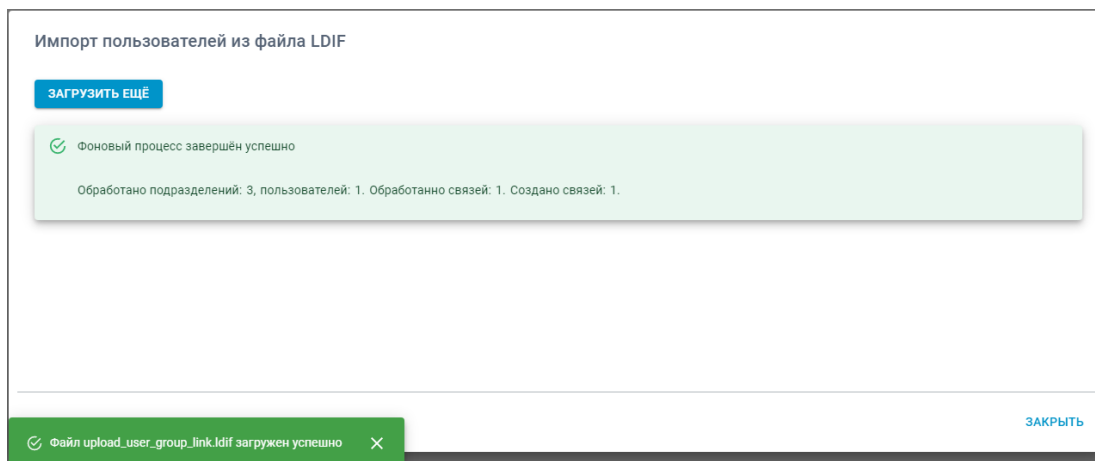 Импорт пользователей из файла LDIF
ЗАГРУЗИТЬ ЕЩЁ
Фоновый процесс завершён успешно
Обработано подразделений: 3, пользователей: 1. Обработанно связей: 1. Создано связей: 1.
ЗАКРЫТЬ
Файл upload_user_group_link.ldif загружен успешно